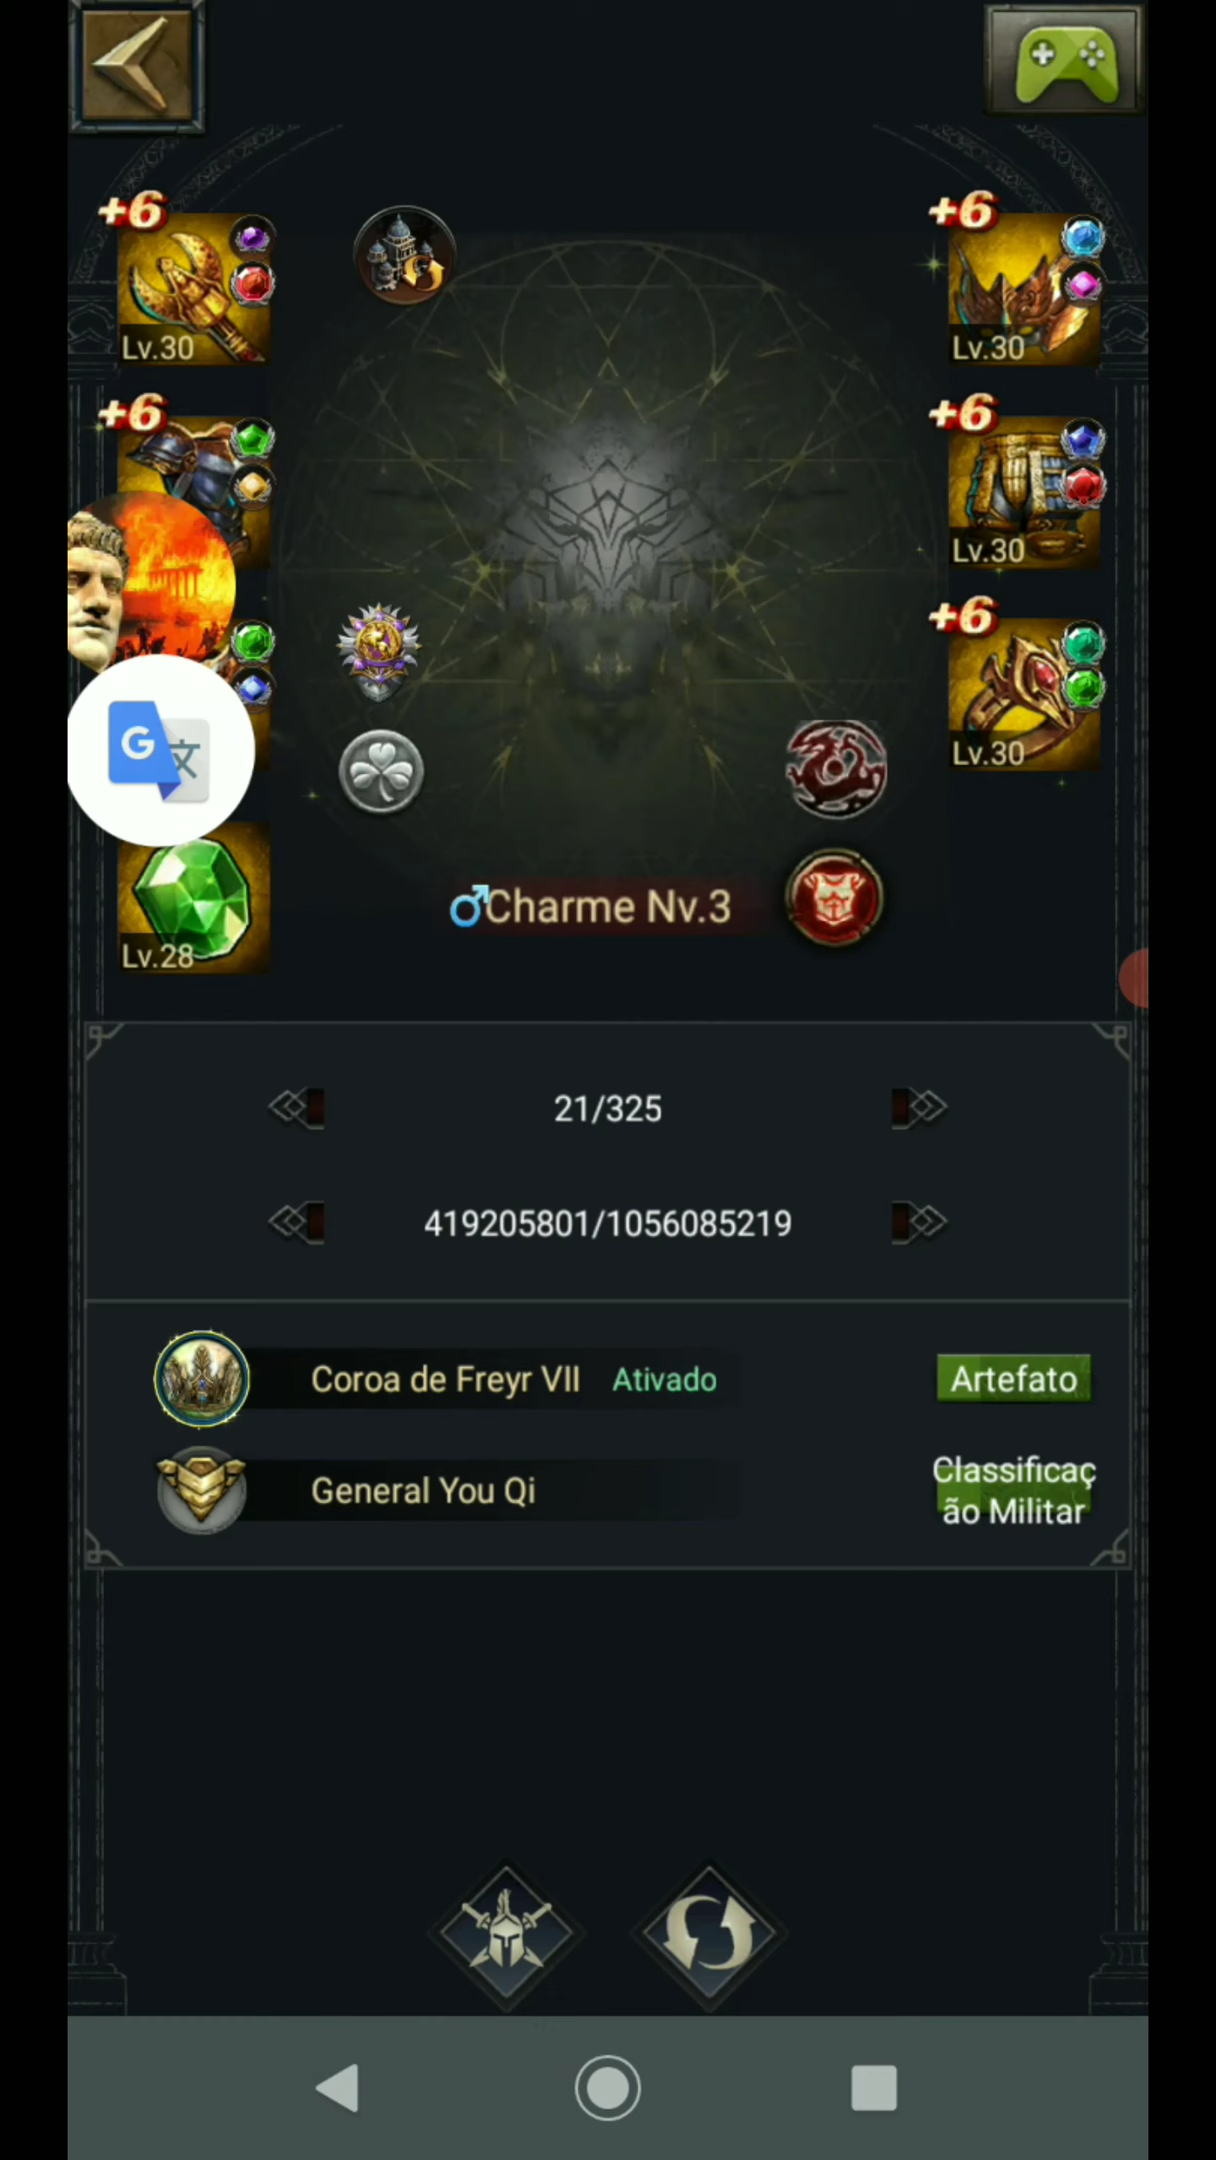 +6
+6
Lv.30
Lv.30
+6
+6
Lv.30
+6
G 文
Lv.30
Charme Nv.3
Lv.28
21/325
419205801/1056085219
Coroa de Freyr VII Ativado
Artefato
General You Qi
Classificaç
ão Militar